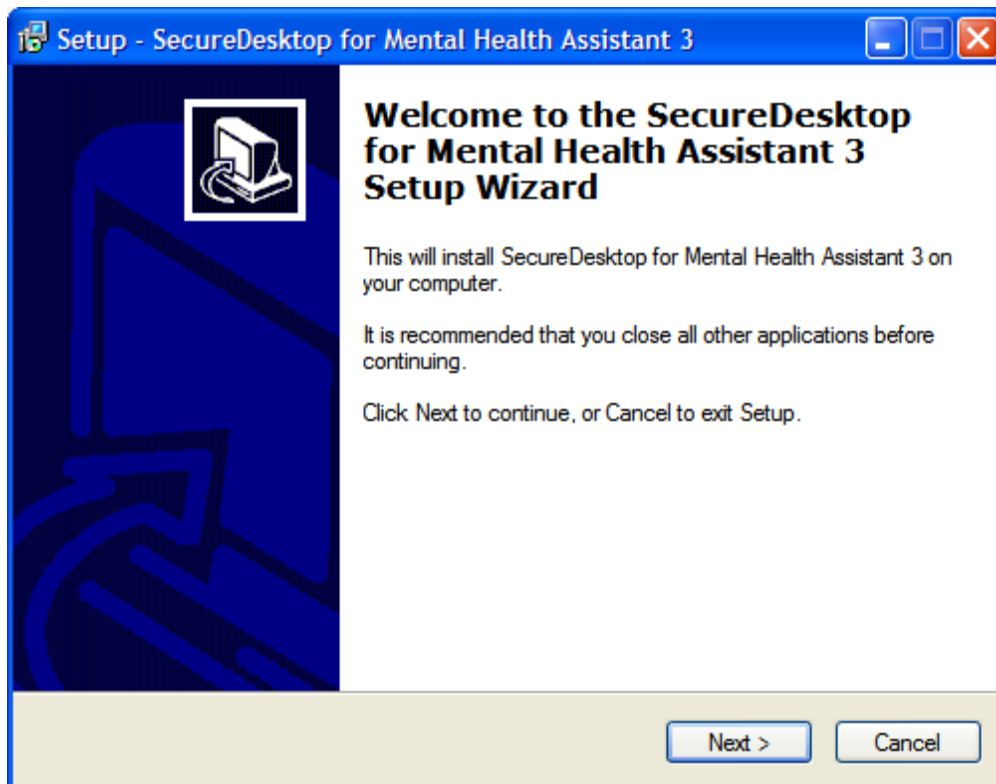 Setup - SecureDesktop for Mental Health Assistant 3
Welcome to the SecureDesktop
for Mental Health Assistant 3
Setup Wizard
This will install SecureDesktop for Mental Health Assistant 3 on
your computer.
It is recommended that you close all other applications before
continuing.
Click Next to continue, or Cancel to exit Setup.
Next >
Cancel